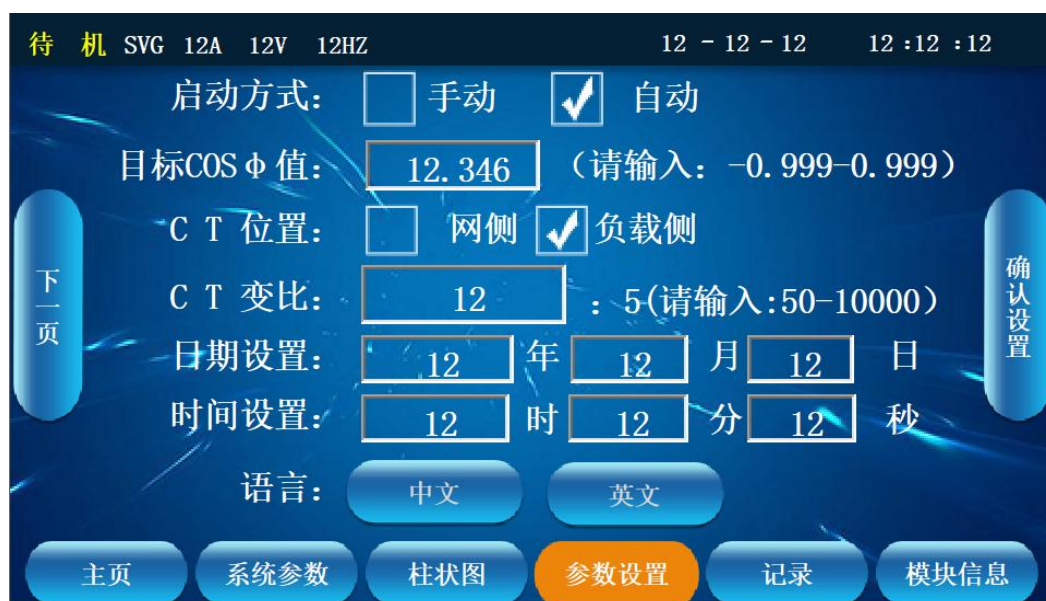 待 机 SVG 12A 12V 12HZ 12 - 12 - 12 12 :12 :12
启动方式： 手动 自动
目标COSφ值： 12.346 （请输入：-0.999-0.999）
C T 位置： 网侧 负载侧
C T 变比： 12 ：5(请输入:50-10000）
日期设置： 12 年 12 月 12 日
时间设置： 12 时 12 分 12 秒
语言： 中文 英文
下一页
确认设置
主页 系统参数 柱状图 参数设置 记录 模块信息